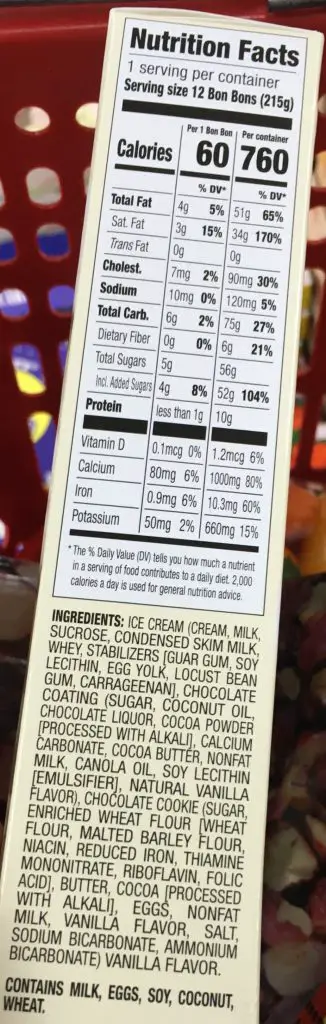 Nutrition Facts
1 serving per container
Serving size 12 Bon Bons (215g)
Per 1 Bon Bon Per container
Calories 60 760
% DV* % DV*
Total Fat 4g 5% 51g 65%
Sat. Fat 3g 15% 34g 170%
Trans Fat 0g 0g
Cholest. 7mg 2% 90mg 30%
Sodium 10mg 0% 120mg 5%
Total Carb. 6g 2% 75g 27%
Dietary Fiber 0g 0% 6g 21%
Total Sugars 5g 56g
Incl. Added Sugars 4g 8% 52g 104%
Protein less than 1g 10g
Vitamin D 0.1mcg 0% 1.2mcg 6%
Calcium 80mg 6% 1000mg 80%
Iron 0.9mg 6% 10.3mg 60%
Potassium 50mg 2% 660mg 15%
* The % Daily Value (DV) tells you how much a nutrient
in a serving of food contributes to a daily diet. 2,000
calories a day is used for general nutrition advice.
INGREDIENTS: ICE CREAM (CREAM, MILK,
SUCROSE, CONDENSED SKIM MILK,
WHEY, STABILIZERS [GUAR GUM, SOY
LECITHIN, EGG YOLK, LOCUST BEAN
GUM, CARRAGEENAN], CHOCOLATE
COATING (SUGAR, COCONUT OIL,
CHOCOLATE LIQUOR, COCOA POWDER
[PROCESSED WITH ALKALI], CALCIUM
CARBONATE, COCOA BUTTER, NONFAT
MILK, CANOLA OIL, SOY LECITHIN
[EMULSIFIER], NATURAL VANILLA
FLAVOR), CHOCOLATE COOKIE (SUGAR,
ENRICHED WHEAT FLOUR [WHEAT
FLOUR, MALTED BARLEY FLOUR,
NIACIN, REDUCED IRON, THIAMINE
MONONITRATE, RIBOFLAVIN, FOLIC
ACID], BUTTER, COCOA [PROCESSED
WITH ALKALI], EGGS, NONFAT
MILK, VANILLA FLAVOR, SALT,
SODIUM BICARBONATE, AMMONIUM
BICARBONATE) VANILLA FLAVOR.
CONTAINS MILK, EGGS, SOY, COCONUT,
WHEAT.